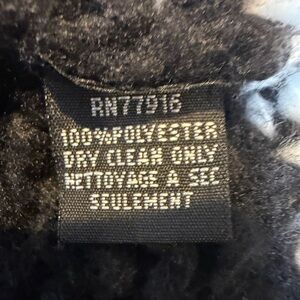 RN77916
100%POLYESTER
DRY CLEAN ONLY
NETTOYAGE A SEC
SEULEMENT